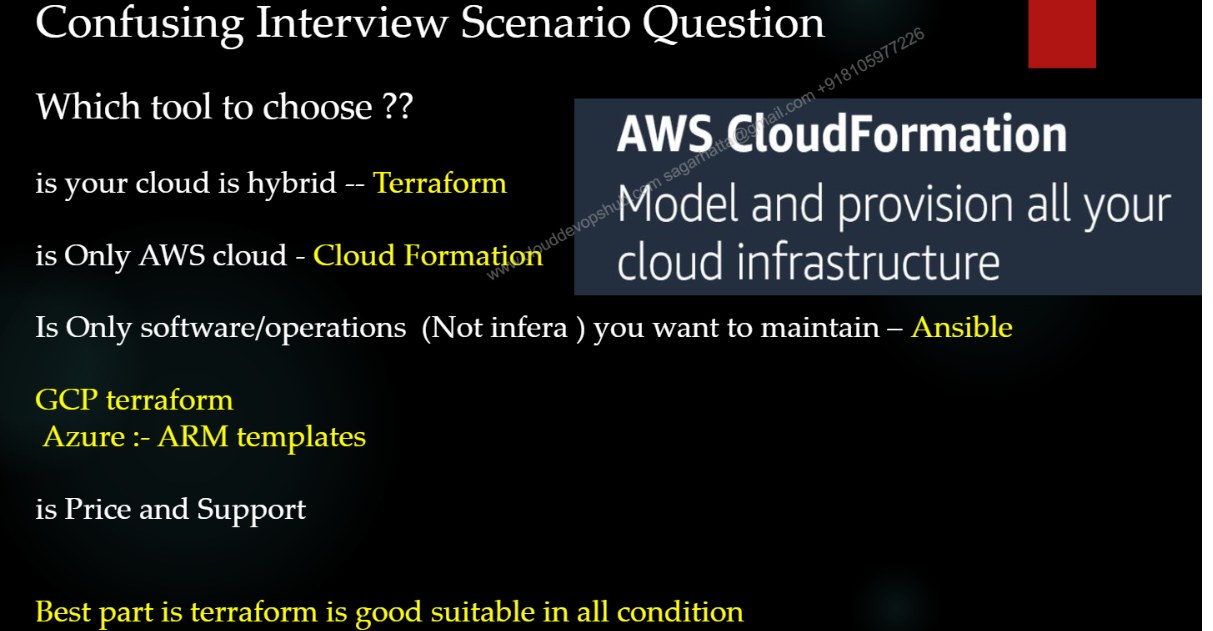 Confusing Interview Scenario Question
Which tool to choose ??
is your cloud is hybrid -- Terraform
is Only AWS cloud - Cloud Formation
Is Only software/operations (Not infera ) you want to maintain – Ansible
GCP terraform
Azure :- ARM templates
is Price and Support
Best part is terraform is good suitable in all condition
AWS CloudFormation
Model and provision all your
cloud infrastructure
+918105977226